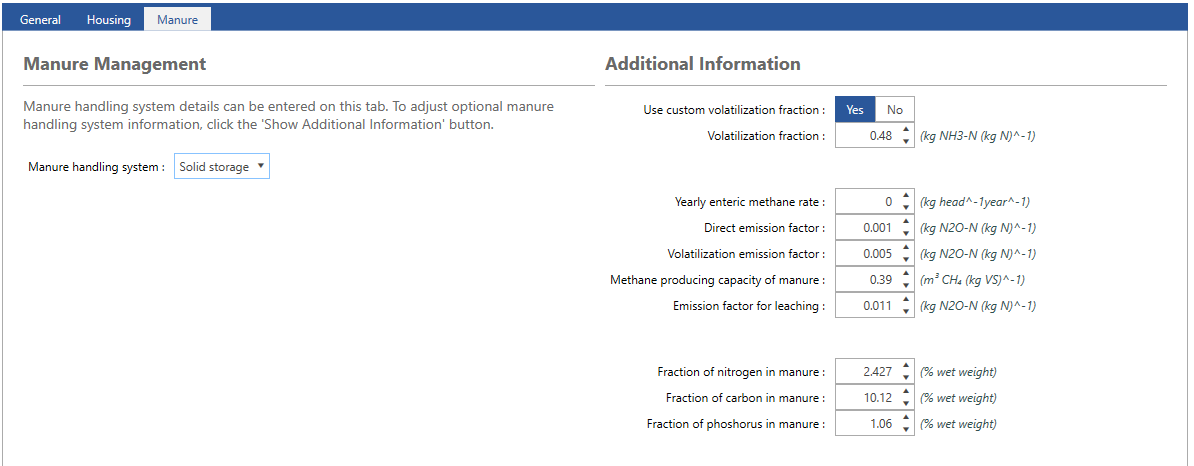 General Housing Manure
Manure Management
Manure handling system details can be entered on this tab. To adjust optional manure
handling system information, click the 'Show Additional Information' button.
Manure handling system : Solid storage
Additional Information
Use custom volatilization fraction : Yes No
Volatilization fraction : 0.48 (kg NH3-N (kg N)^-1)
Yearly enteric methane rate : 0 (kg head^-1year^-1)
Direct emission factor : 0.001 (kg N2O-N (kg N)^-1)
Volatilization emission factor : 0.005 (kg N2O-N (kg N)^-1)
Methane producing capacity of manure : 0.39 (m³ CH₄ (kg VS)^-1)
Emission factor for leaching : 0.011 (kg N2O-N (kg N)^-1)
Fraction of nitrogen in manure : 2.427 (% wet weight)
Fraction of carbon in manure : 10.12 (% wet weight)
Fraction of phoshorus in manure : 1.06 (% wet weight)